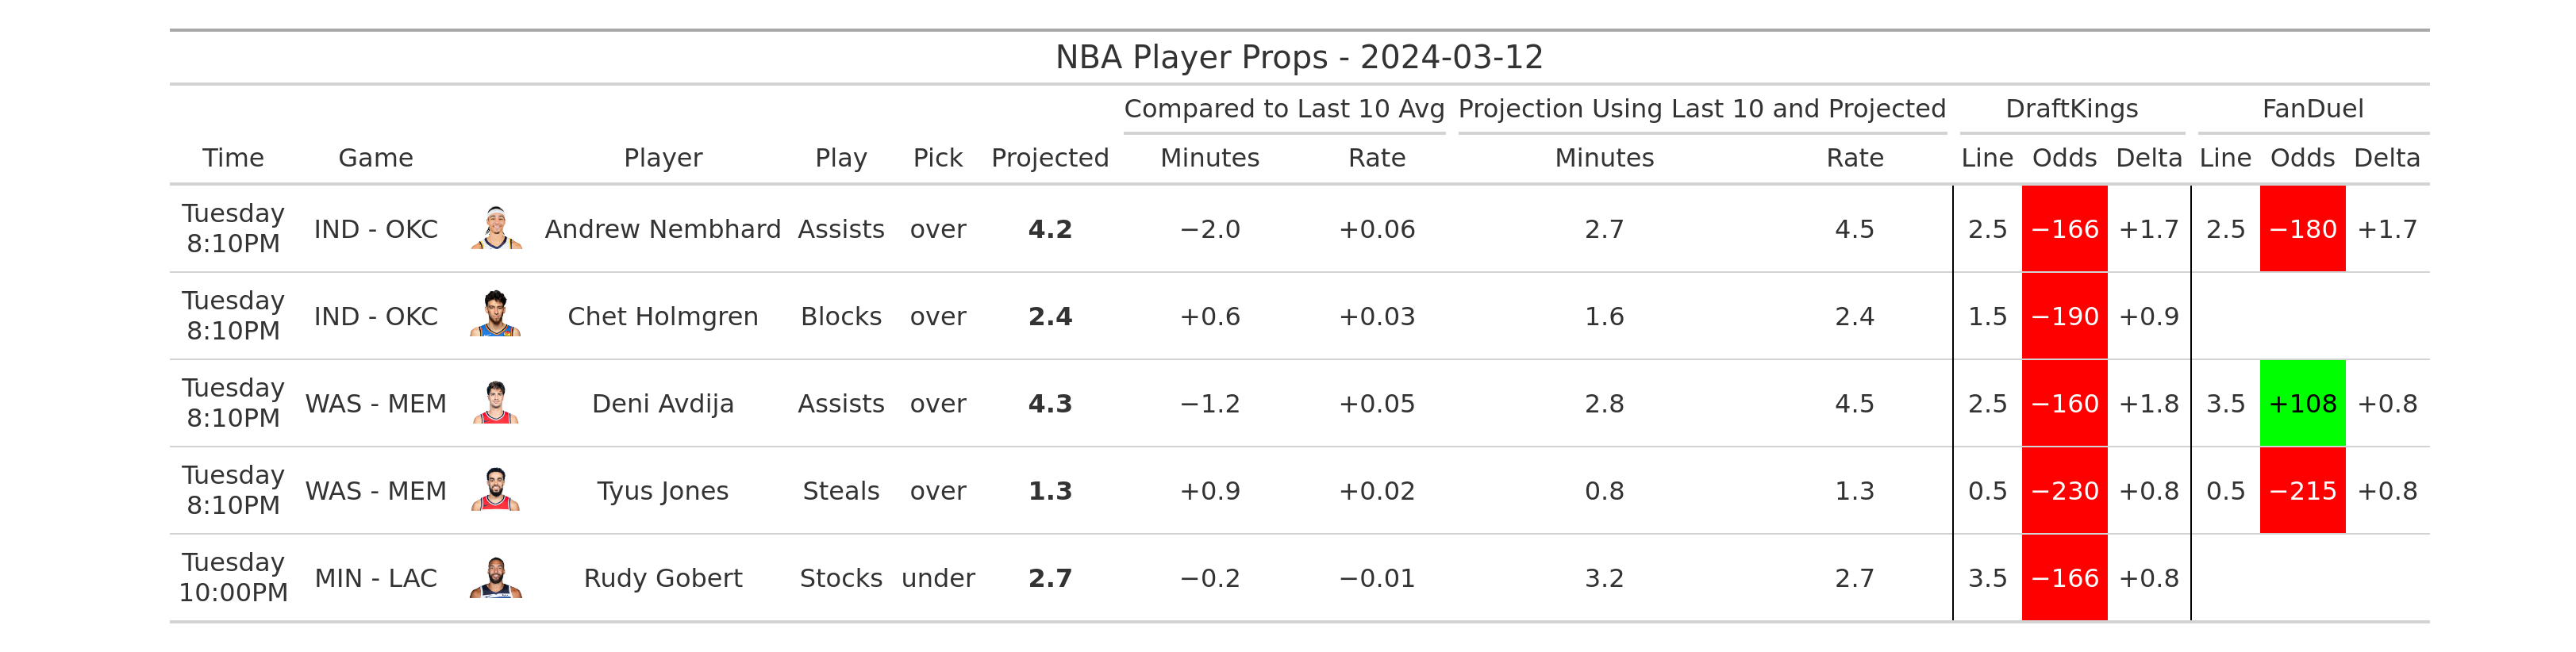 NBA Player Props - 2024-03-12
Compared to Last 10 Avg Projection Using Last 10 and Projected DraftKings FanDuel
Time Game Player Play Pick Projected Minutes Rate Minutes Rate Line Odds Delta Line Odds Delta
Tuesday
8:10PM IND - OKC Andrew Nembhard Assists over 4.2 −2.0 +0.06 2.7 4.5 2.5 −166 +1.7 2.5 −180 +1.7
Tuesday
8:10PM IND - OKC Chet Holmgren Blocks over 2.4 +0.6 +0.03 1.6 2.4 1.5 −190 +0.9
Tuesday
8:10PM WAS - MEM Deni Avdija Assists over 4.3 −1.2 +0.05 2.8 4.5 2.5 −160 +1.8 3.5 +108 +0.8
Tuesday
8:10PM WAS - MEM Tyus Jones Steals over 1.3 +0.9 +0.02 0.8 1.3 0.5 −230 +0.8 0.5 −215 +0.8
Tuesday
10:00PM MIN - LAC Rudy Gobert Stocks under 2.7 −0.2 −0.01 3.2 2.7 3.5 −166 +0.8